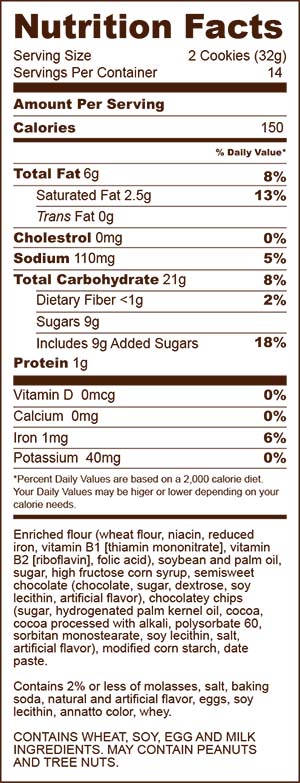 Nutrition Facts
Serving Size 2 Cookies (32g)
Servings Per Container 14
Amount Per Serving
Calories 150
% Daily Value*
Total Fat 6g 8%
Saturated Fat 2.5g 13%
Trans Fat 0g
Cholestrol 0mg 0%
Sodium 110mg 5%
Total Carbohydrate 21g 8%
Dietary Fiber <1g 2%
Sugars 9g
Includes 9g Added Sugars 18%
Protein 1g
Vitamin D 0mcg 0%
Calcium 0mg 0%
Iron 1mg 6%
Potassium 40mg 0%
*Percent Daily Values are based on a 2,000 calorie diet.
Your Daily Values may be higer or lower depending on your
calorie needs.
Enriched flour (wheat flour, niacin, reduced
iron, vitamin B1 [thiamin mononitrate], vitamin
B2 [riboflavin], folic acid), soybean and palm oil,
sugar, high fructose corn syrup, semisweet
chocolate (chocolate, sugar, dextrose, soy
lecithin, artificial flavor), chocolatey chips
(sugar, hydrogenated palm kernel oil, cocoa,
cocoa processed with alkali, polysorbate 60,
sorbitan monostearate, soy lecithin, salt,
artificial flavor), modified corn starch, date
paste.
Contains 2% or less of molasses, salt, baking
soda, natural and artificial flavor, eggs, soy
lecithin, annatto color, whey.
CONTAINS WHEAT, SOY, EGG AND MILK
INGREDIENTS. MAY CONTAIN PEANUTS
AND TREE NUTS.